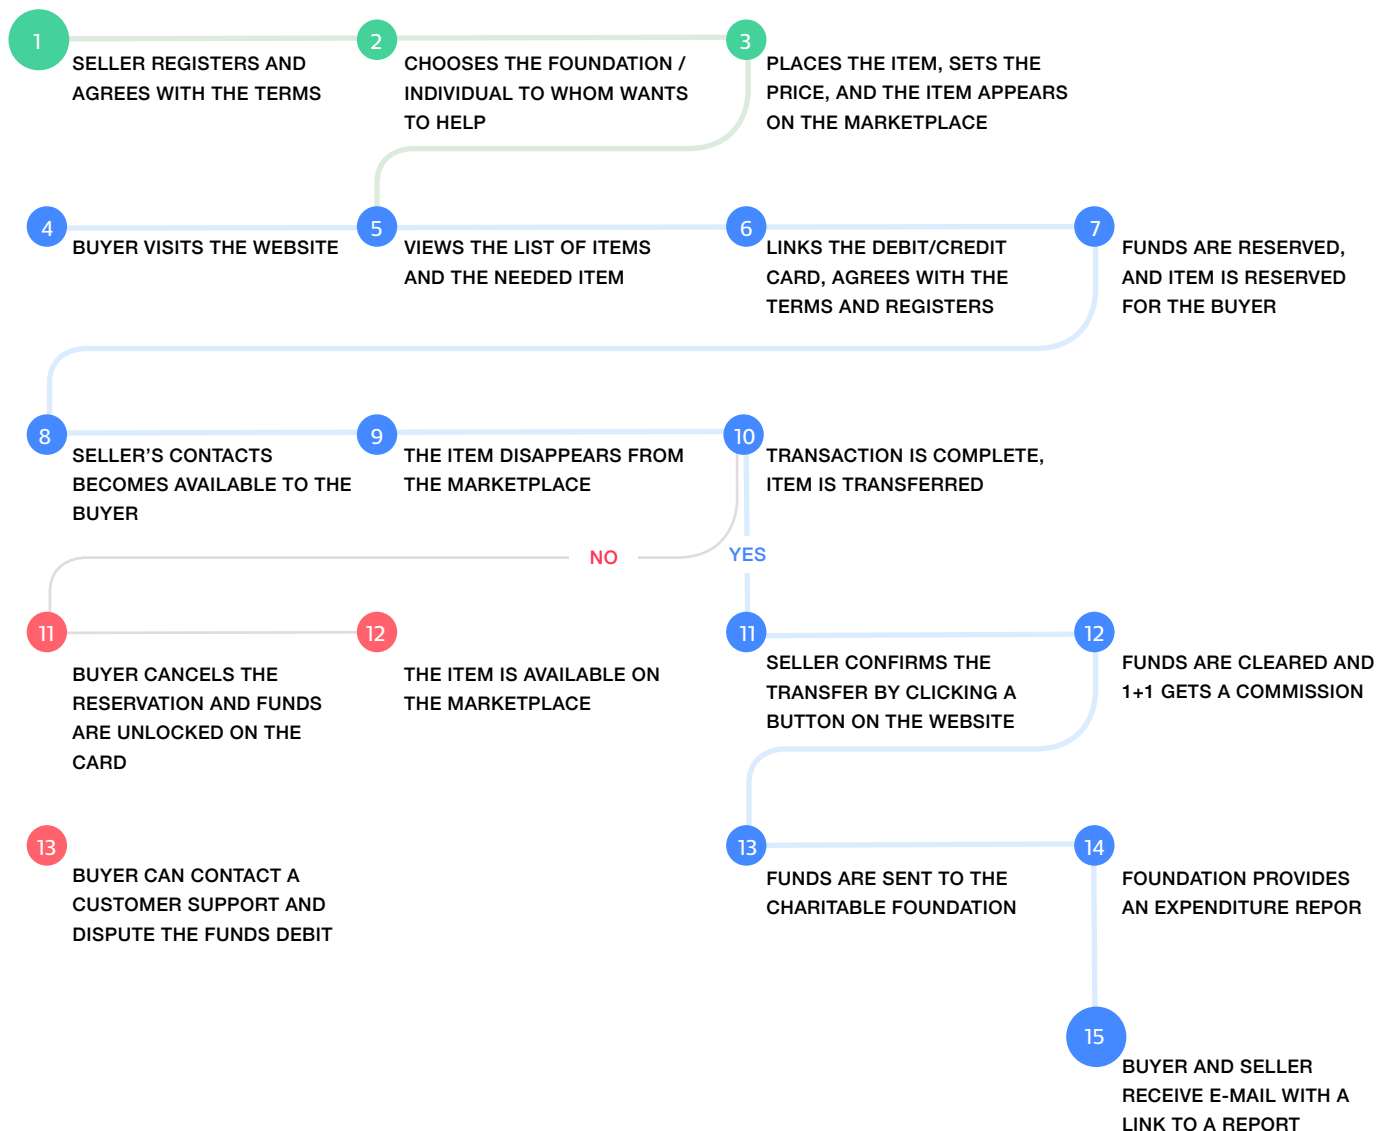 1
SELLER REGISTERS AND
AGREES WITH THE TERMS
2
CHOOSES THE FOUNDATION /
INDIVIDUAL TO WHOM WANTS
TO HELP
3
PLACES THE ITEM, SETS THE
PRICE, AND THE ITEM APPEARS
ON THE MARKETPLACE
4
BUYER VISITS THE WEBSITE
5
VIEWS THE LIST OF ITEMS
AND THE NEEDED ITEM
6
LINKS THE DEBIT/CREDIT
CARD, AGREES WITH THE
TERMS AND REGISTERS
7
FUNDS ARE RESERVED,
AND ITEM IS RESERVED
FOR THE BUYER
8
SELLER’S CONTACTS
BECOMES AVAILABLE TO THE
BUYER
9
THE ITEM DISAPPEARS FROM
THE MARKETPLACE
10
TRANSACTION IS COMPLETE,
ITEM IS TRANSFERRED
NO
YES
11
BUYER CANCELS THE
RESERVATION AND FUNDS
ARE UNLOCKED ON THE
CARD
12
THE ITEM IS AVAILABLE ON
THE MARKETPLACE
11
SELLER CONFIRMS THE
TRANSFER BY CLICKING A
BUTTON ON THE WEBSITE
12
FUNDS ARE CLEARED AND
1+1 GETS A COMMISSION
13
BUYER CAN CONTACT A
CUSTOMER SUPPORT AND
DISPUTE THE FUNDS DEBIT
13
FUNDS ARE SENT TO THE
CHARITABLE FOUNDATION
14
FOUNDATION PROVIDES
AN EXPENDITURE REPOR
15
BUYER AND SELLER
RECEIVE E-MAIL WITH A
LINK TO A REPORT